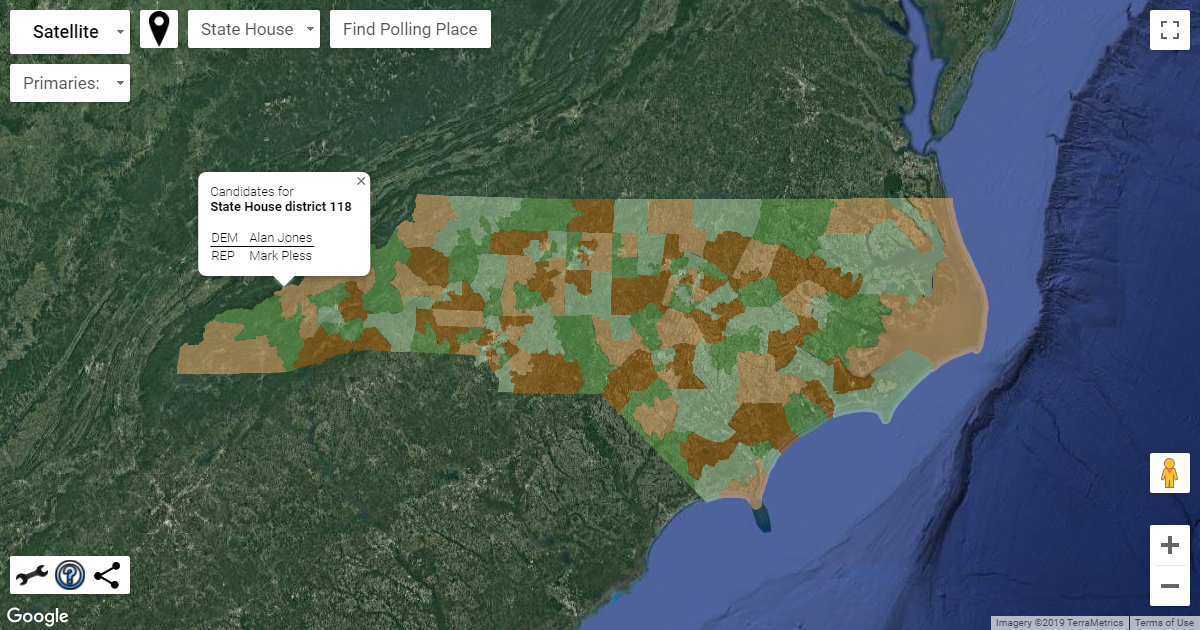 Satellite
State House
Find Polling Place
Primaries:
Candidates for
State House district 118
DEM Alan Jones
REP Mark Pless
Google
Imagery ©2019 TerraMetrics
Terms of Use